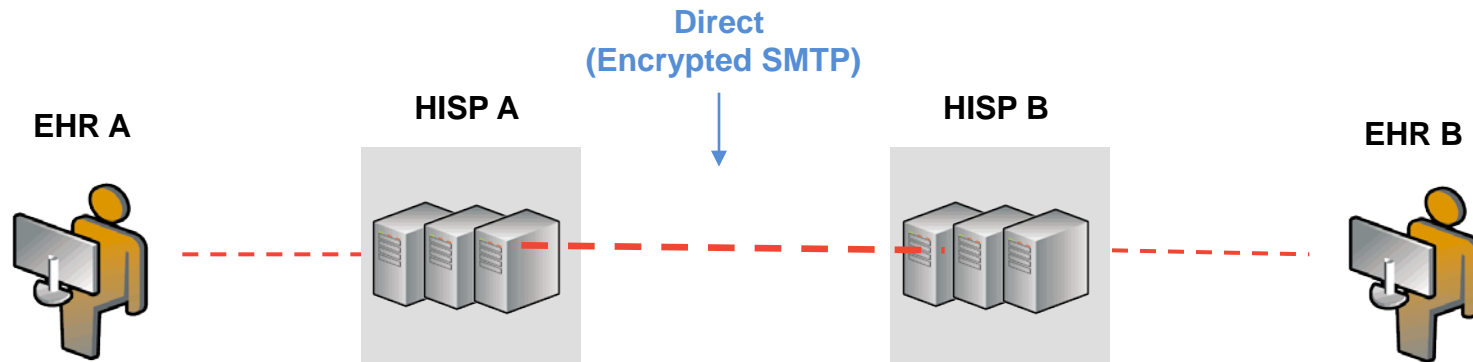 Direct
(Encrypted SMTP)
EHR A
HISP A
HISP B
EHR B